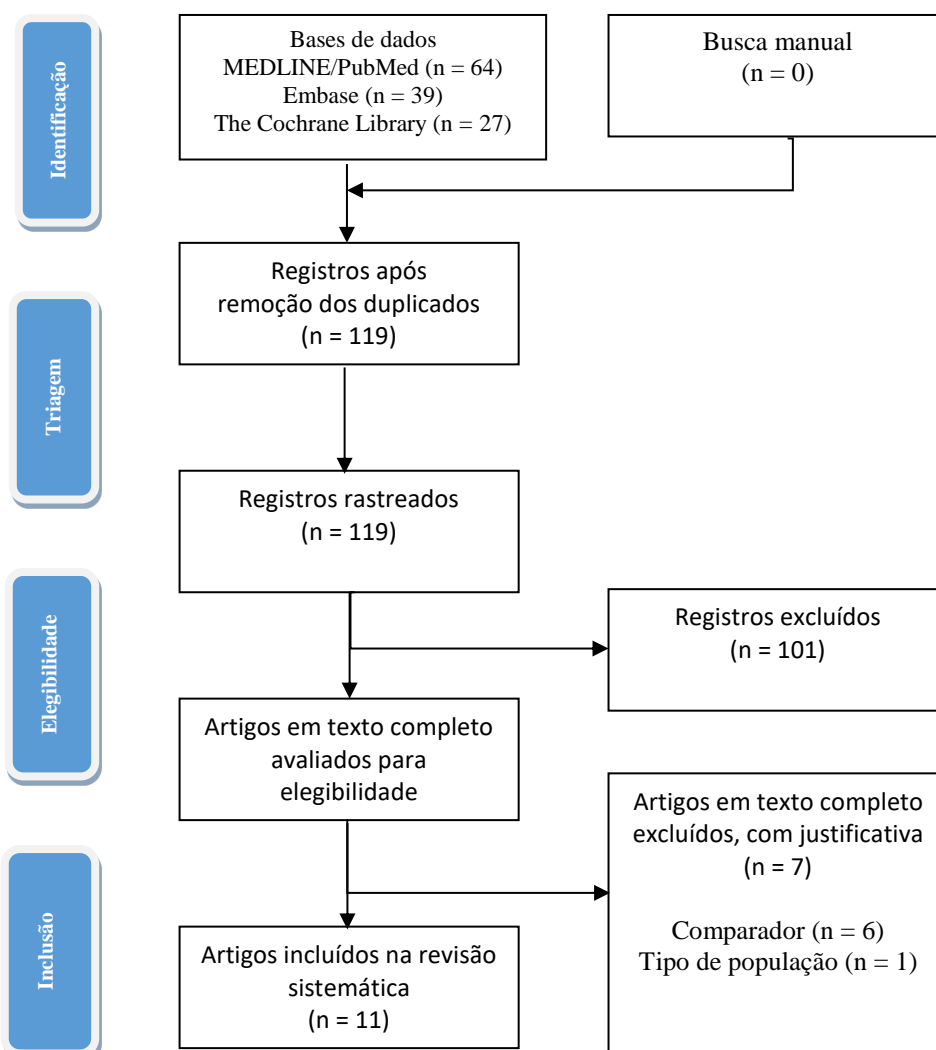 Identificação
Bases de dados
MEDLINE/PubMed (n = 64)
Embase (n = 39)
The Cochrane Library (n = 27)
Busca manual
(n = 0)
Registros após
remoção dos duplicados
(n = 119)
Triagem
Registros rastreados
(n = 119)
Elegibilidade
Registros excluídos
(n = 101)
Artigos em texto completo
avaliados para
elegibilidade
Artigos em texto completo
excluídos, com justificativa
(n = 7)
Comparador (n = 6)
Tipo de população (n = 1)
Inclusão
Artigos incluídos na revisão
sistemática
(n = 11)